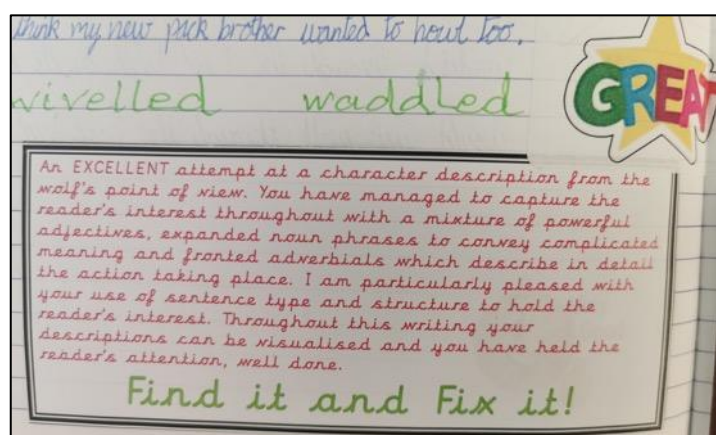 think my new pack brother wanted to howl too.
wivelled waddled
GREAT
An EXCELLENT attempt at a character description from the
wolf's point of view. You have managed to capture the
reader's interest throughout with a mixture of powerful
adjectives, expanded noun phrases to convey complicated
meaning and fronted adverbials which describe in detail
the action taking place. I am particularly pleased with
your use of sentence type and structure to hold the
reader's interest. Throughout this writing your
descriptions can be visualised and you have held the
reader's attention, well done.
Find it and Fix it!